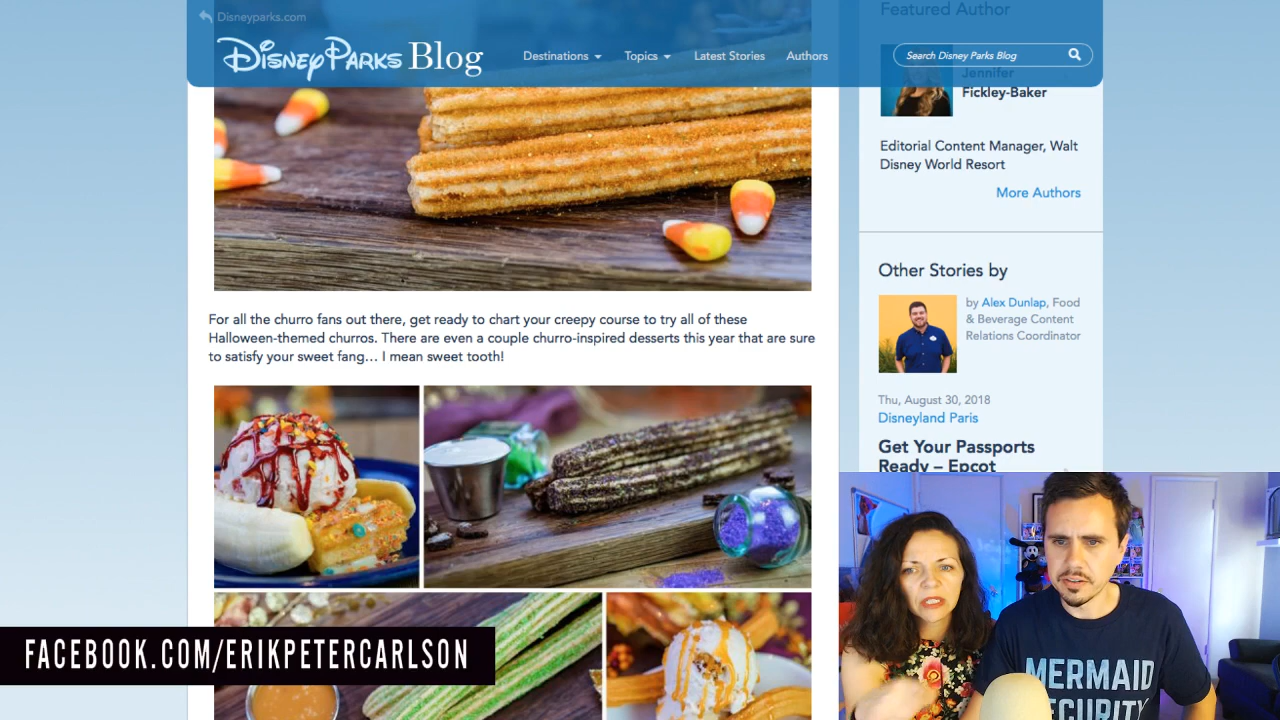 Disneyparks.com
Disney Parks Blog
Destinations
Topics
Latest Stories
Authors
Search Disney Parks Blog
Featured Author
Jennifer
Fickley-Baker
Editorial Content Manager, Walt
Disney World Resort
More Authors
For all the churro fans out there, get ready to chart your creepy course to try all of these
Halloween-themed churros. There are even a couple churro-inspired desserts this year that are sure
to satisfy your sweet fang… I mean sweet tooth!
Other Stories by
by Alex Dunlap, Food
& Beverage Content
Relations Coordinator
Thu, August 30, 2018
Disneyland Paris
Get Your Passports
Ready – Epcot
FACEBOOK.COM/ERIKPETERCARLSON
MERMAID
SECURITY